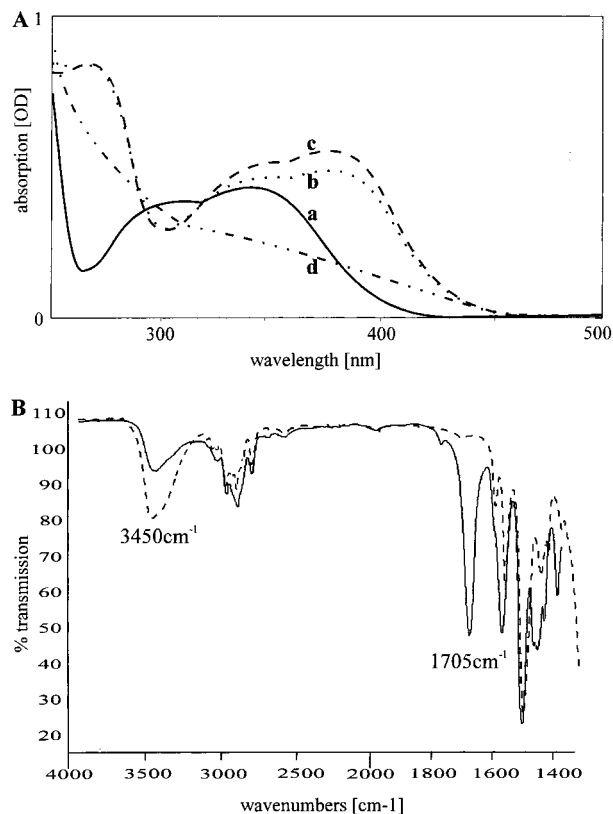 A
1
absorption [OD]
c
b
a
d
0
300
400
500
wavelength [nm]
B
110
100
90
80
70
60
50
40
30
20
% transmission
3450cm-1
1705cm-1
4000
3500
3000
2500
2000
1800
1600
1400
wavenumbers [cm-1]